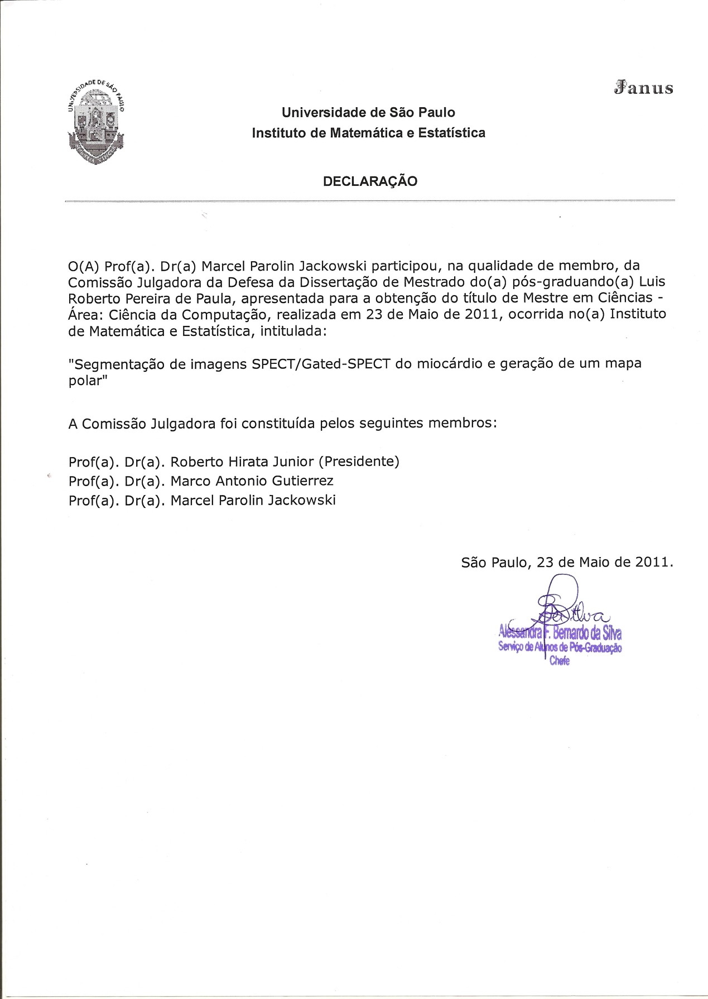 UNIVERSIDADE DE SÃO PAULO
Janus
Universidade de São Paulo
Instituto de Matemática e Estatística
DECLARAÇÃO
O(A) Prof(a). Dr(a) Marcel Parolin Jackowski participou, na qualidade de membro, da
Comissão Julgadora da Defesa da Dissertação de Mestrado do(a) pós-graduando(a) Luis
Roberto Pereira de Paula, apresentada para a obtenção do título de Mestre em Ciências -
Área: Ciência da Computação, realizada em 23 de Maio de 2011, ocorrida no(a) Instituto
de Matemática e Estatística, intitulada:
"Segmentação de imagens SPECT/Gated-SPECT do miocárdio e geração de um mapa
polar"
A Comissão Julgadora foi constituída pelos seguintes membros:
Prof(a). Dr(a). Roberto Hirata Junior (Presidente)
Prof(a). Dr(a). Marco Antonio Gutierrez
Prof(a). Dr(a). Marcel Parolin Jackowski
São Paulo, 23 de Maio de 2011.
Alessandra F. Bernardo da Silva
Serviço de Alunos de Pós-Graduação
Chefe